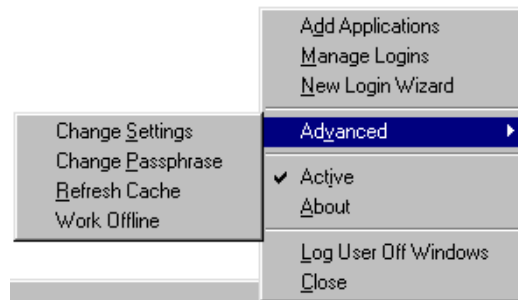 Add Applications
Manage Logins
New Login Wizard
Advanced
Change Settings
Change Passphrase
Refresh Cache
Work Offline
Active
About
Log User Off Windows
Close